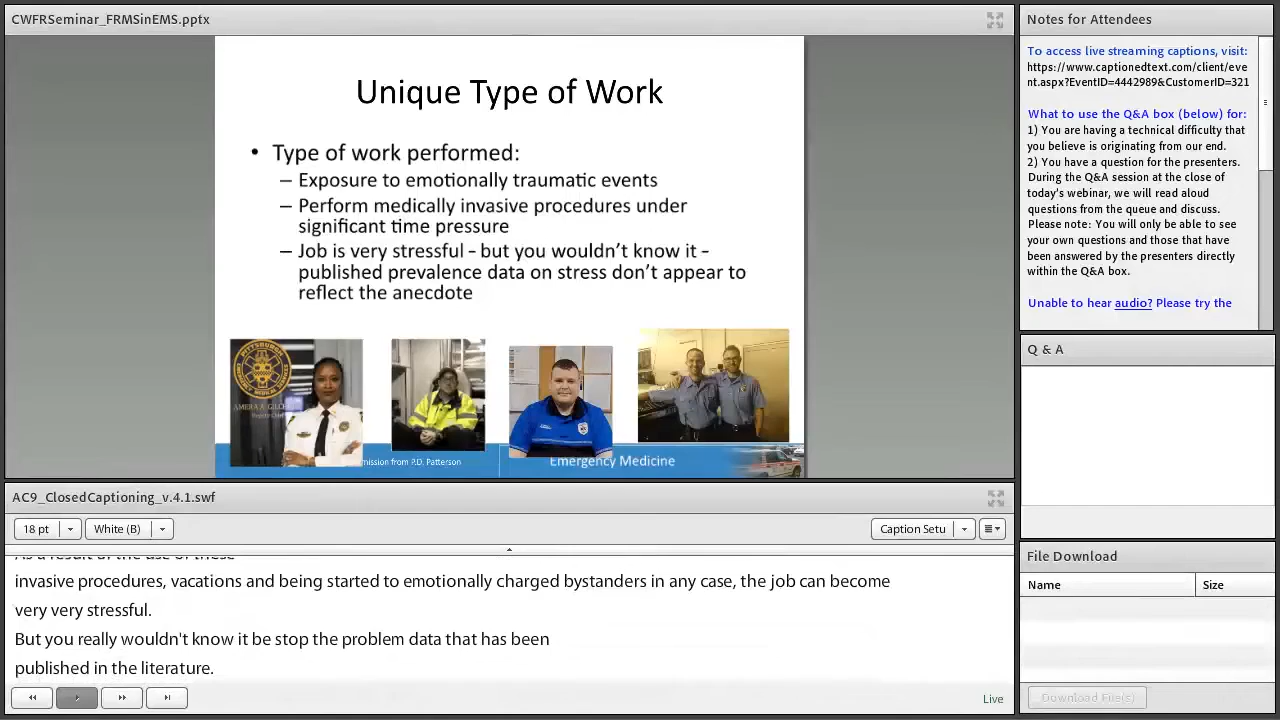 CWFRSeminar_FRMSinEMS.pptx
Unique Type of Work
• Type of work performed:
– Exposure to emotionally traumatic events
– Perform medically invasive procedures under
significant time pressure
– Job is very stressful – but you wouldn't know it –
published prevalence data on stress don't appear to
reflect the anecdote
PITTSBURGH
mission from P.D. Patterson
Emergency Medicine
Notes for Attendees
To access live streaming captions, visit:
https://www.captionedtext.com/client/eve
nt.aspx?EventID=4442989&CustomerID=321
What to use the Q&A box (below) for:
1) You are having a technical difficulty that
you believe is originating from our end.
2) You have a question for the presenters.
During the Q&A session at the close of
today's webinar, we will read aloud
questions from the queue and discuss.
Please note: You will only be able to see
your own questions and those that have
been answered by the presenters directly
within the Q&A box.
Unable to hear audio? Please try the
Q & A
File Download
Name Size
Download File(s)
AC9_ClosedCaptioning_v.4.1.swf
18 pt White (B) Caption Setu
As a result at the use of these
invasive procedures, vacations and being started to emotionally charged bystanders in any case, the job can become
very very stressful.
But you really wouldn't know it be stop the problem data that has been
published in the literature.
Live